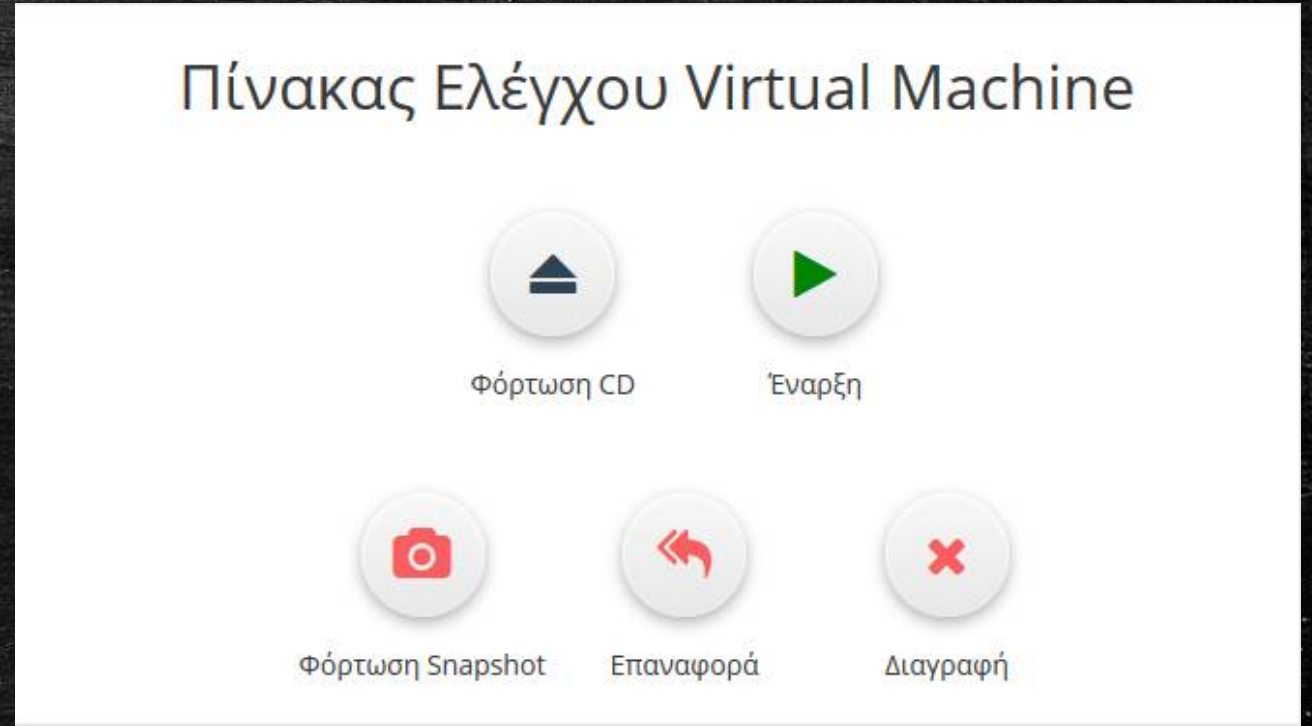 Πίνακας Ελέγχου Virtual Machine
Φόρτωση CD
Έναρξη
Φόρτωση Snapshot
Επαναφορά
Διαγραφή